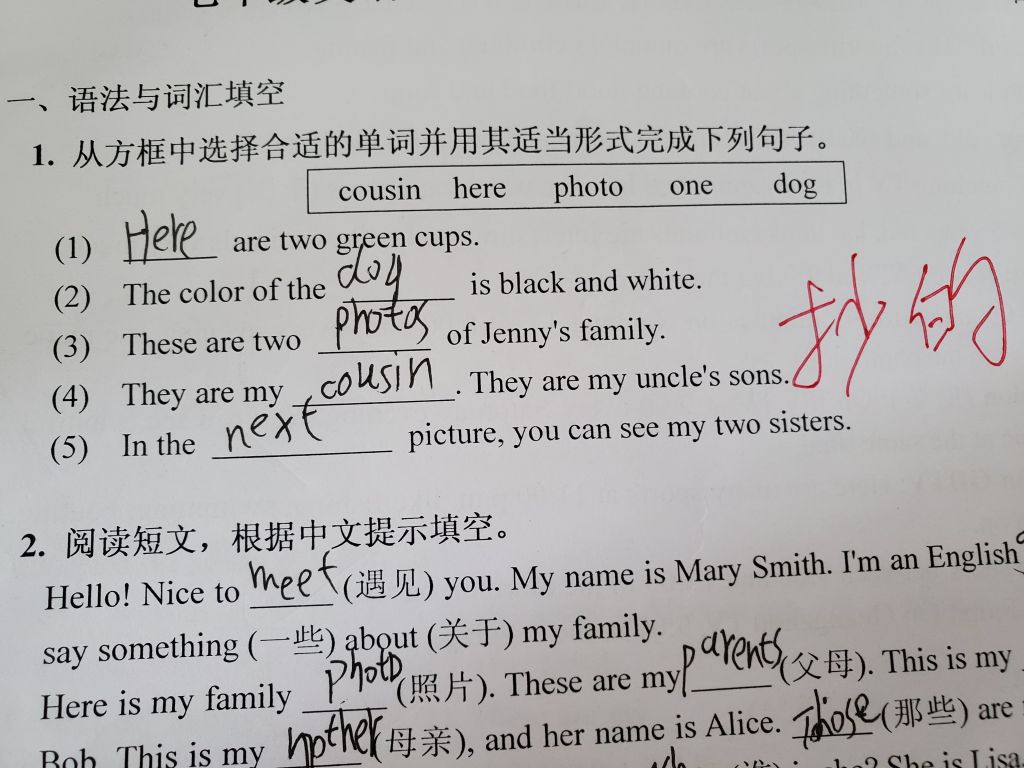 一、语法与词汇填空
1. 从方框中选择合适的单词并用其适当形式完成下列句子。
cousin here photo one dog
(1) Here are two green cups.
(2) The color of the dog is black and white.
(3) These are two photos of Jenny's family.
(4) They are my cousin. They are my uncle's sons.
抄的
(5) In the next picture, you can see my two sisters.
2. 阅读短文，根据中文提示填空。
Hello! Nice to meet (遇见) you. My name is Mary Smith. I'm an English
say something (一些) about (关于) my family.
Here is my family photo (照片). These are my parents (父母). This is my
Bob. This is my mother (母亲), and her name is Alice. Those (那些) are
she? She is Lisa.